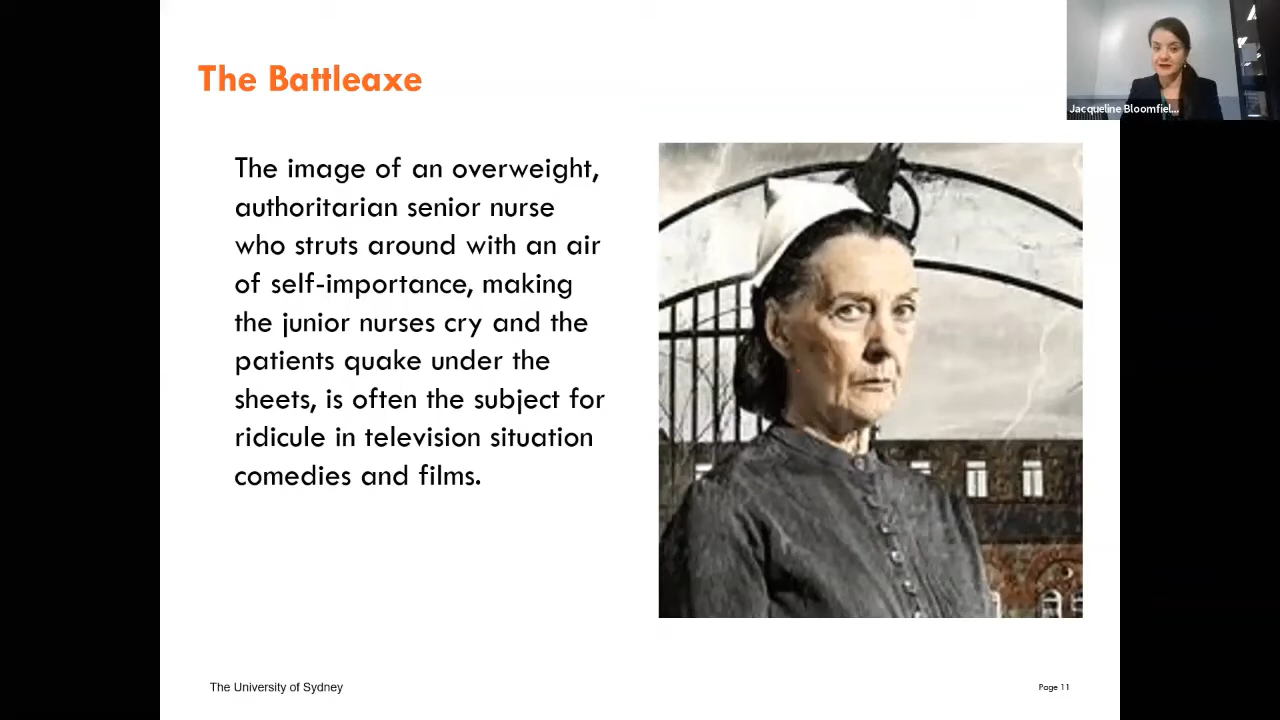 The Battleaxe
Jacqueline Bloomfiel...
The image of an overweight,
authoritarian senior nurse
who struts around with an air
of self-importance, making
the junior nurses cry and the
patients quake under the
sheets, is often the subject for
ridicule in television situation
comedies and films.
The University of Sydney
Page 11